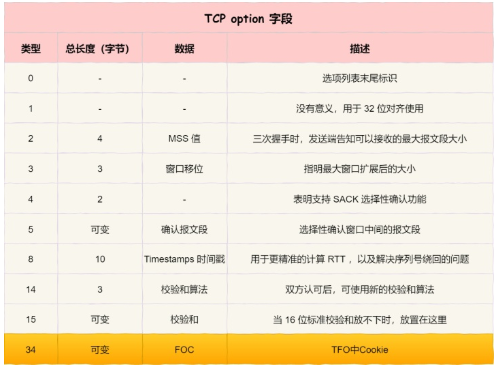 TCP option 字段
类型 总长度（字节） 数据 描述
0 - - 选项列表末尾标识
1 - - 没有意义，用于 32 位对齐使用
2 4 MSS 值 三次握手时，发送端告知可以接收的最大报文段大小
3 3 窗口移位 指明最大窗口扩展后的大小
4 2 - 表明支持 SACK 选择性确认功能
5 可变 确认报文段 选择性确认窗口中间的报文段
8 10 Timestamps 时间戳 用于更精准的计算 RTT ，以及解决序列号绕回的问题
14 3 校验和算法 双方认可后，可使用新的校验和算法
15 可变 校验和 当 16 位标准校验和放不下时，放置在这里
34 可变 FOC TFO中Cookie